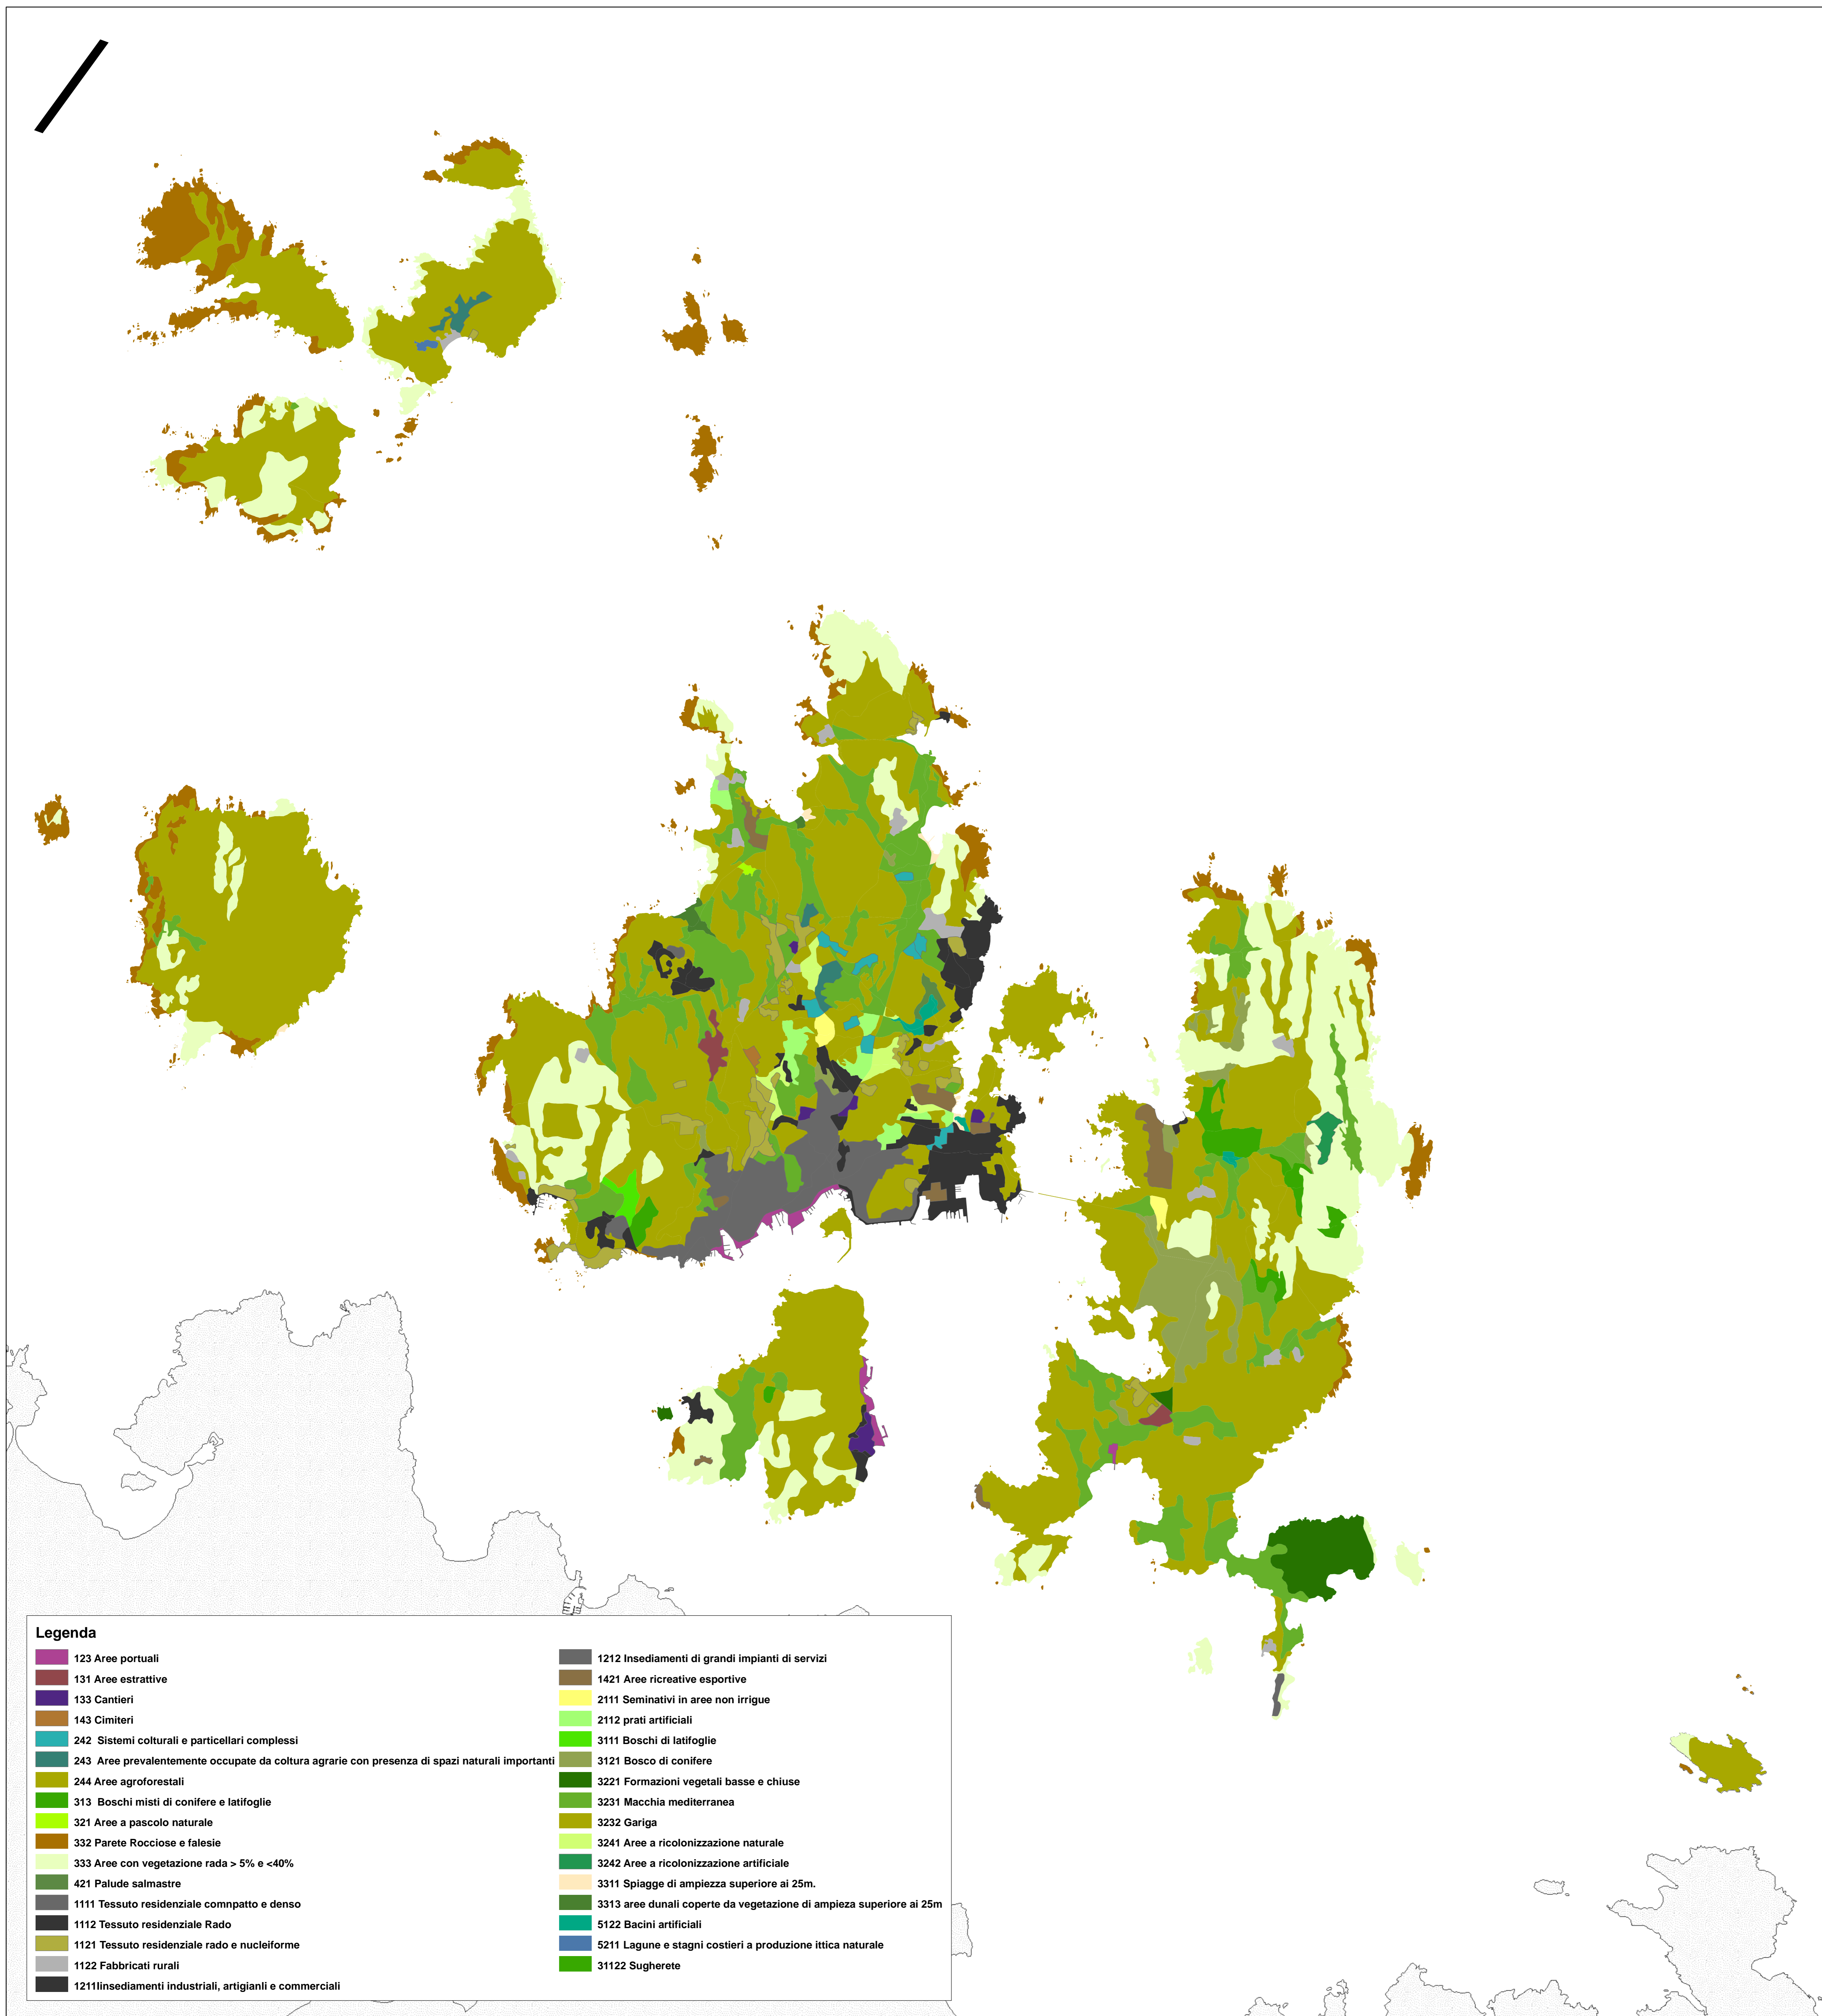 Legenda
123 Aree portuali
131 Aree estrattive
133 Cantieri
143 Cimiteri
242 Sistemi colturali e particellari complessi
243 Aree prevalentemente occupate da coltura agrarie con presenza di spazi naturali importanti
244 Aree agroforestali
313 Boschi misti di conifere e latifoglie
321 Aree a pascolo naturale
332 Parete Rocciose e falesie
333 Aree con vegetazione rada > 5% e <40%
421 Palude salmastre
1111 Tessuto residenziale comnpatto e denso
1112 Tessuto residenziale Rado
1121 Tessuto residenziale rado e nucleiforme
1122 Fabbricati rurali
1211Iinsediamenti industriali, artigianli e commerciali
1212 Insediamenti di grandi impianti di servizi
1421 Aree ricreative esportive
2111 Seminativi in aree non irrigue
2112 prati artificiali
3111 Boschi di latifoglie
3121 Bosco di conifere
3221 Formazioni vegetali basse e chiuse
3231 Macchia mediterranea
3232 Gariga
3241 Aree a ricolonizzazione naturale
3242 Aree a ricolonizzazione artificiale
3311 Spiagge di ampiezza superiore ai 25m.
3313 aree dunali coperte da vegetazione di ampieza superiore ai 25m
5122 Bacini artificiali
5211 Lagune e stagni costieri a produzione ittica naturale
31122 Sugherete